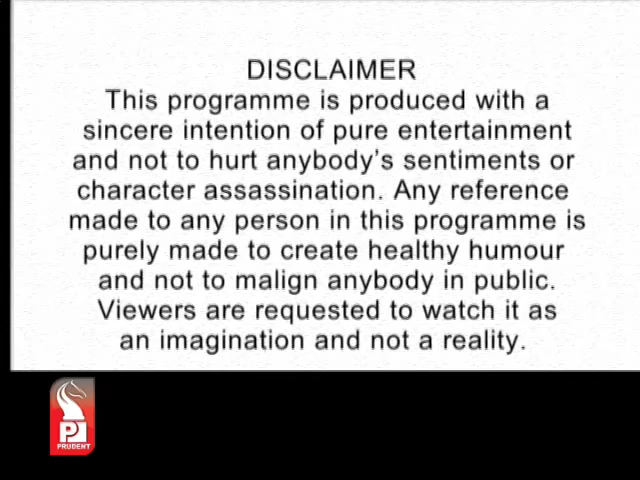 DISCLAIMER
This programme is produced with a
sincere intention of pure entertainment
and not to hurt anybody's sentiments or
character assassination. Any reference
made to any person in this programme is
purely made to create healthy humour
and not to malign anybody in public.
Viewers are requested to watch it as
an imagination and not a reality.
P
PRUDENT